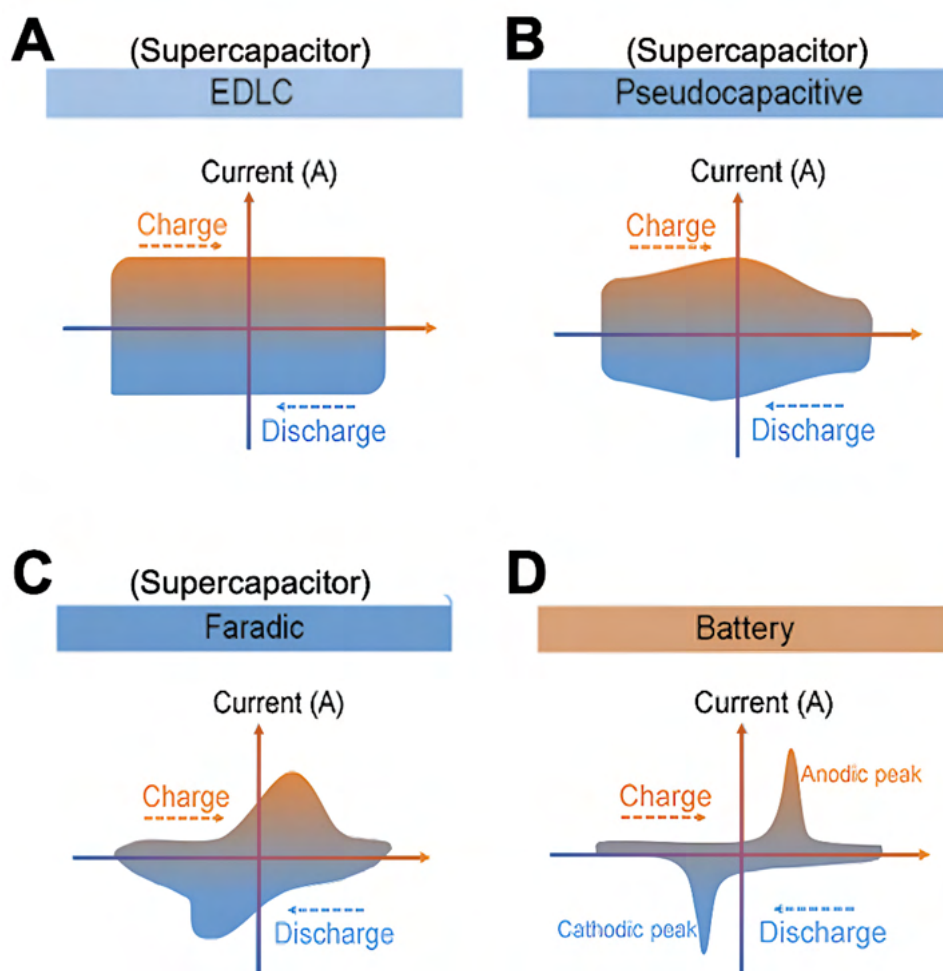 A
(Supercapacitor)
EDLC
Current (A)
Charge
Discharge
B
(Supercapacitor)
Pseudocapacitive
Current (A)
Charge
Discharge
C
(Supercapacitor)
Faradic
Current (A)
Charge
Discharge
D
Battery
Current (A)
Anodic peak
Charge
Cathodic peak
Discharge